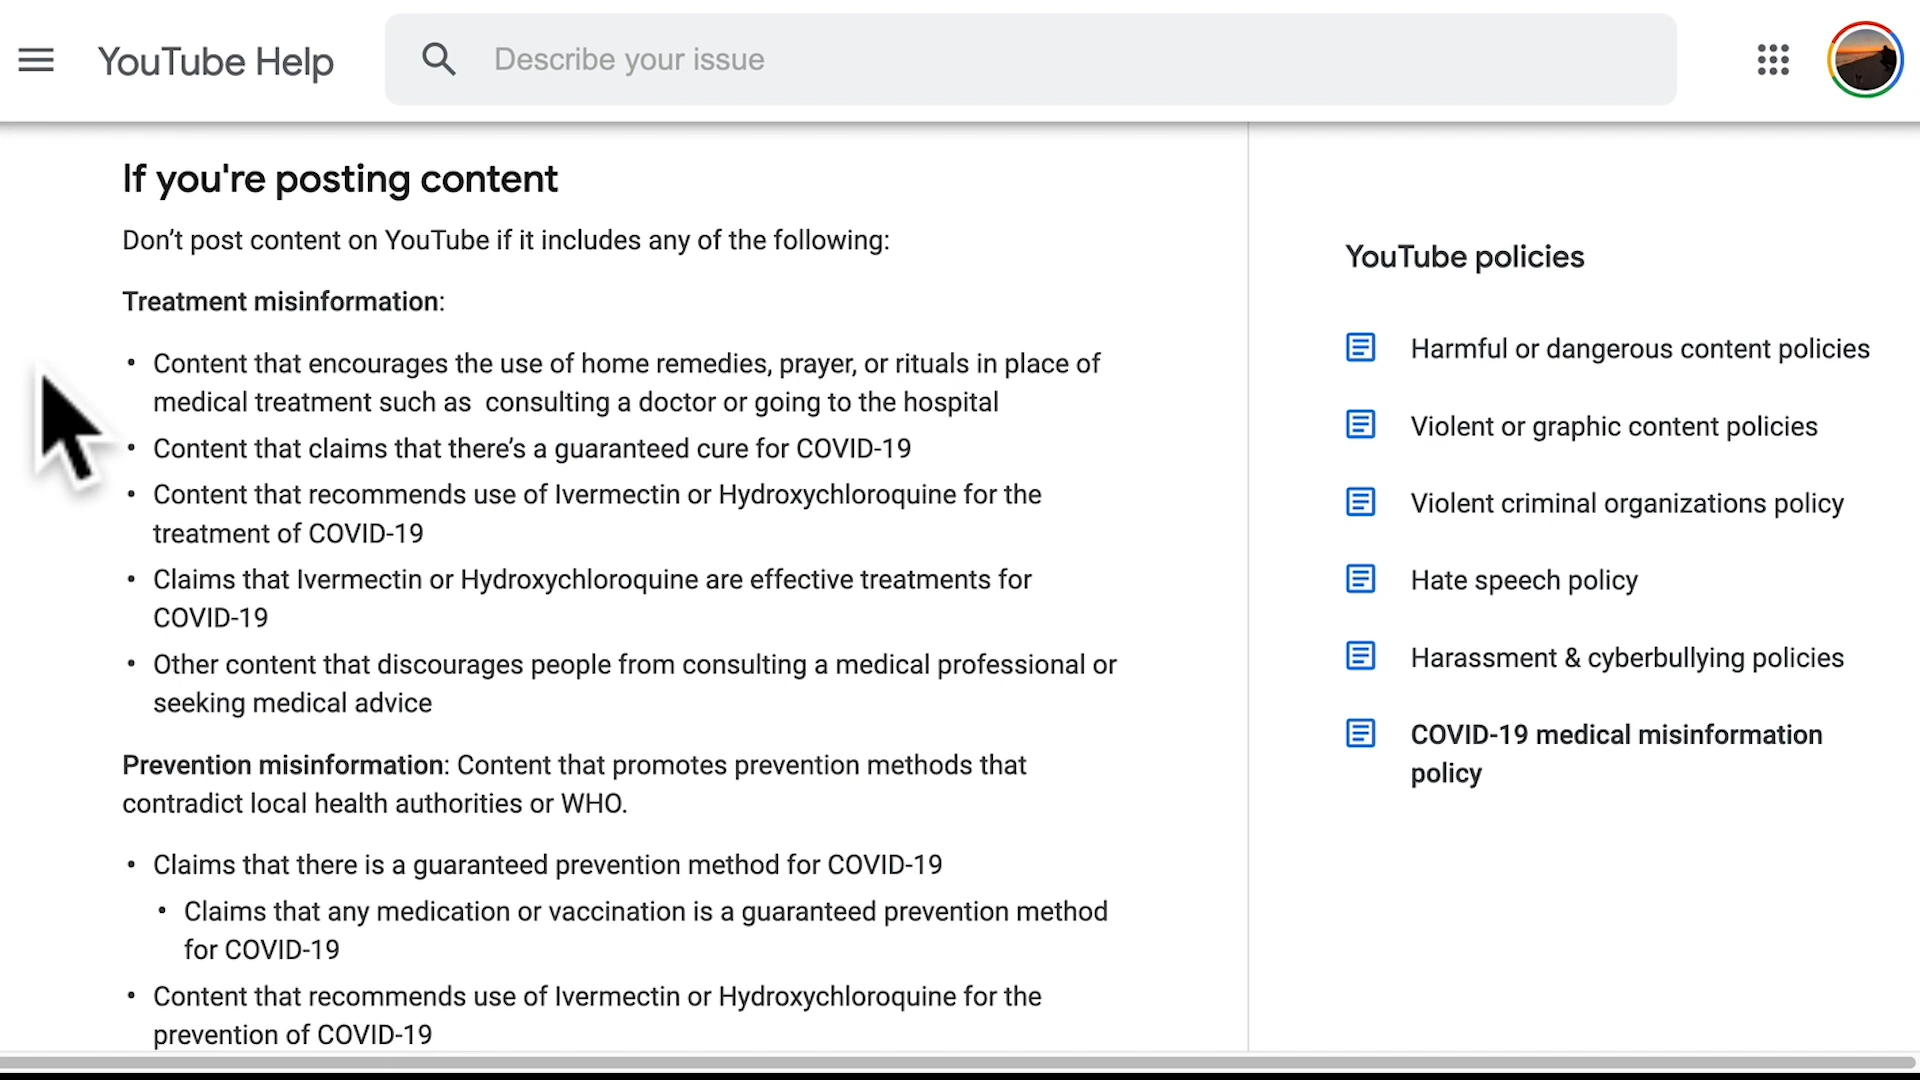 YouTube Help
Describe your issue
If you're posting content
Don’t post content on YouTube if it includes any of the following:
Treatment misinformation:
• Content that encourages the use of home remedies, prayer, or rituals in place of
medical treatment such as  consulting a doctor or going to the hospital
• Content that claims that there’s a guaranteed cure for COVID-19
• Content that recommends use of Ivermectin or Hydroxychloroquine for the
treatment of COVID-19
• Claims that Ivermectin or Hydroxychloroquine are effective treatments for
COVID-19
• Other content that discourages people from consulting a medical professional or
seeking medical advice
Prevention misinformation: Content that promotes prevention methods that
contradict local health authorities or WHO.
• Claims that there is a guaranteed prevention method for COVID-19
• Claims that any medication or vaccination is a guaranteed prevention method
for COVID-19
• Content that recommends use of Ivermectin or Hydroxychloroquine for the
prevention of COVID-19
YouTube policies
Harmful or dangerous content policies
Violent or graphic content policies
Violent criminal organizations policy
Hate speech policy
Harassment & cyberbullying policies
COVID-19 medical misinformation
policy